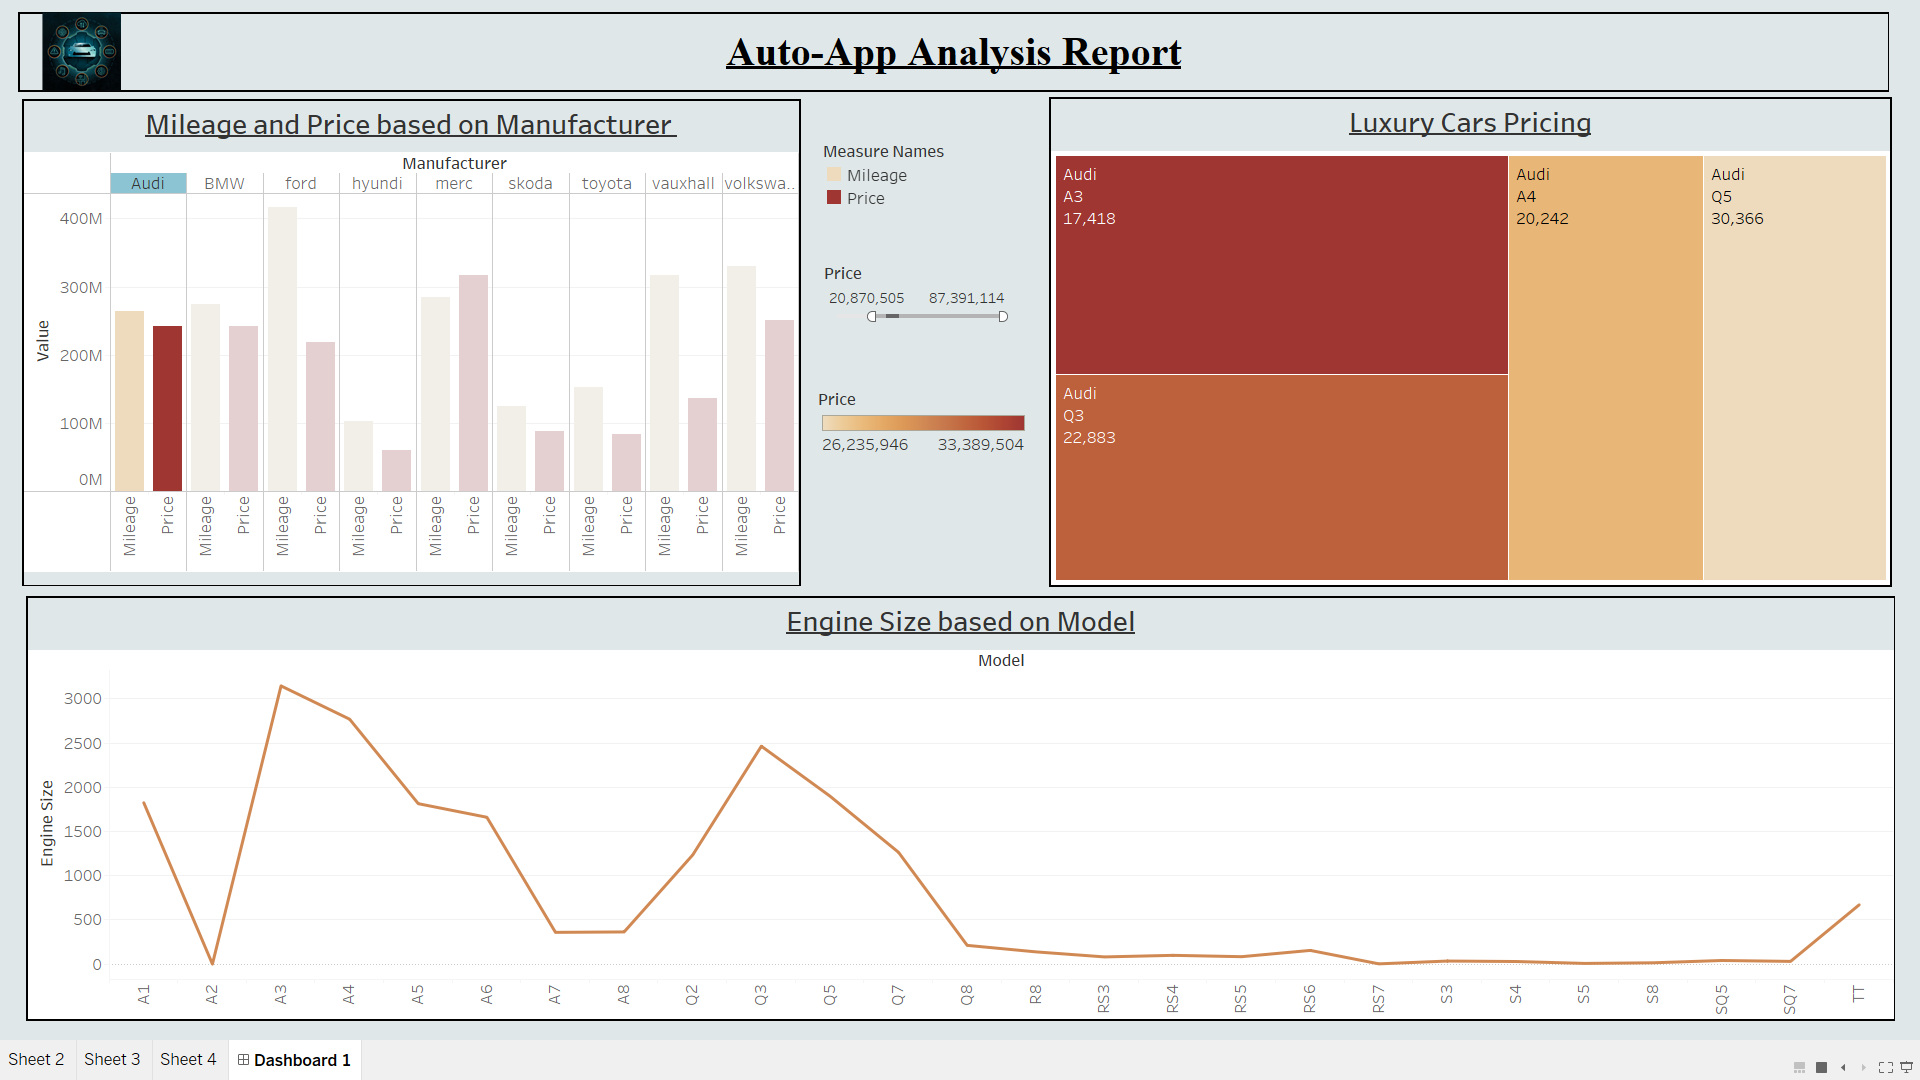 Auto-App Analysis Report
Mileage and Price based on Manufacturer
Manufacturer
Audi BMW ford hyundi merc skoda toyota vauxhall volkswa..
400M
300M
200M
100M
0M
Value
Mileage Price Mileage Price Mileage Price Mileage Price Mileage Price Mileage Price Mileage Price Mileage Price Mileage Price
Measure Names
Mileage
Price
Price
20,870,505 87,391,114
Price
26,235,946 33,389,504
Luxury Cars Pricing
Audi
A3
17,418
Audi
Q3
22,883
Audi
A4
20,242
Audi
Q5
30,366
Engine Size based on Model
Model
3000
2500
2000
1500
1000
500
0
Engine Size
A1 A2 A3 A4 A5 A6 A7 A8 Q2 Q3 Q5 Q7 Q8 R8 RS3 RS4 RS5 RS6 RS7 S3 S4 S5 S8 SQ5 SQ7 TT
Sheet 2 Sheet 3 Sheet 4 Dashboard 1